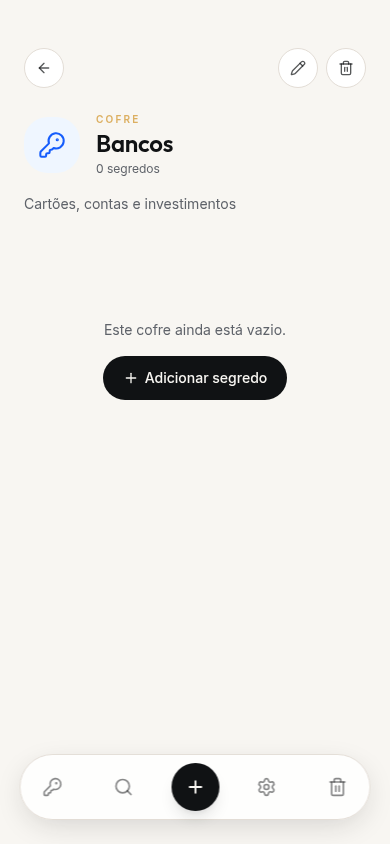 COFRE
Bancos
0 segredos
Cartões, contas e investimentos
Este cofre ainda está vazio.
Adicionar segredo